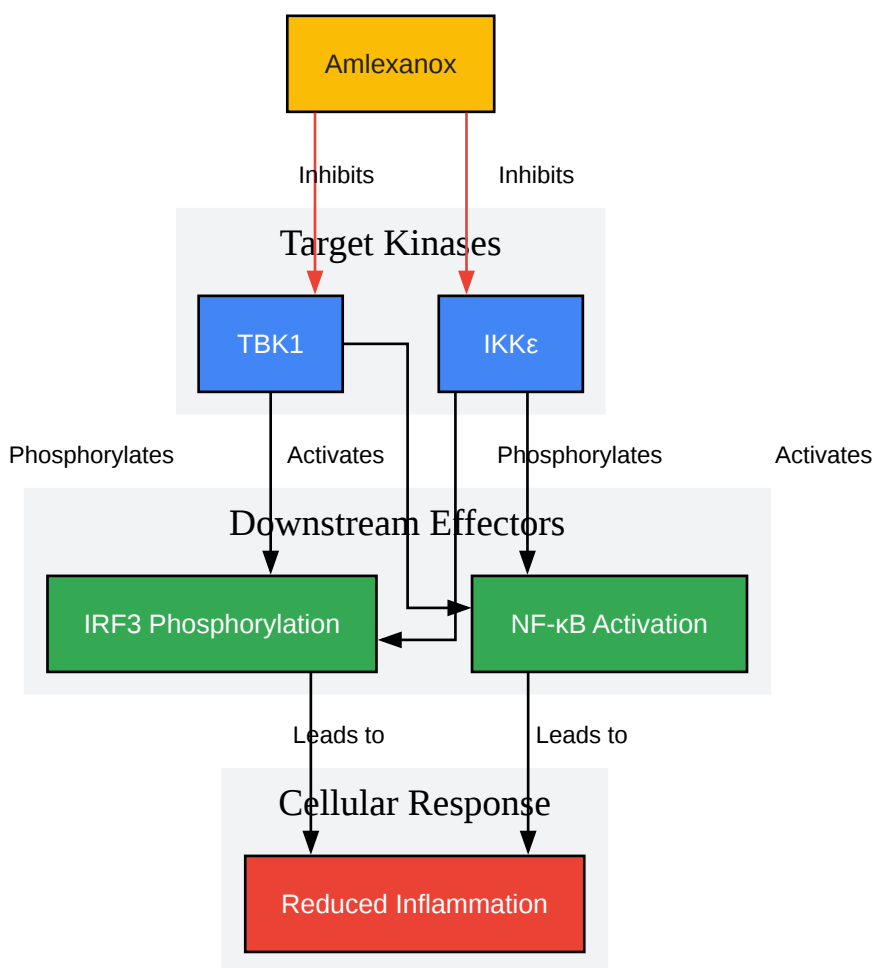 Amlexanox
Inhibits
Inhibits
Target Kinases
TBK1
IKKε
Phosphorylates
Activates
Phosphorylates
Activates
Downstream Effectors
IRF3 Phosphorylation
NF-κB Activation
Leads to
Leads to
Cellular Response
Reduced Inflammation